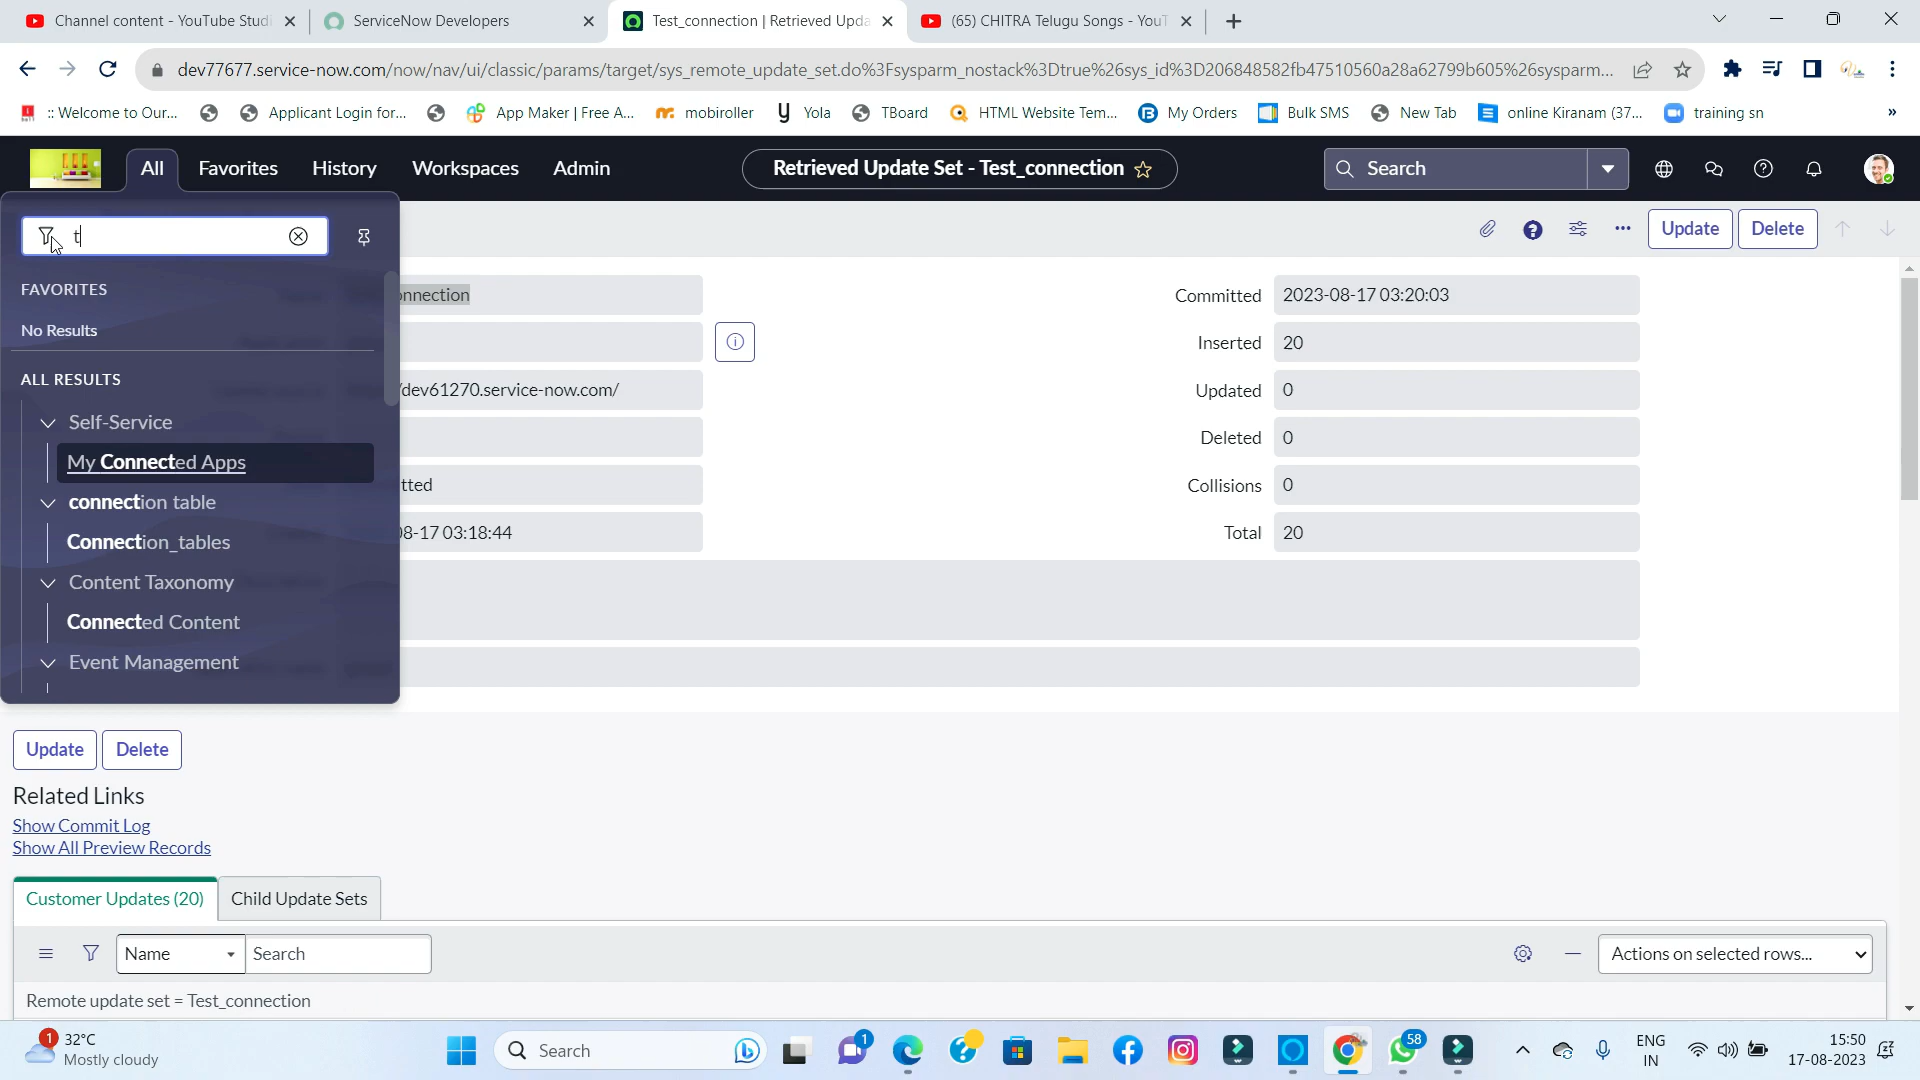 Channel content - YouTube Studi
ServiceNow Developers
Test_connection | Retrieved Upda
(65) CHITRA Telugu Songs - YouT
dev77677.service-now.com/now/nav/ui/classic/params/target/sys_remote_update_set.do%3Fsysparm_nostack%3Dtrue%26sys_id%3D206848582fb47510560a28a62799b605%26sysparm...
:: Welcome to Our...
Applicant Login for...
App Maker | Free A...
mobiroller
Yola
TBoard
HTML Website Tem...
My Orders
Bulk SMS
New Tab
online Kiranam (37...
training sn
»
All
Favorites
History
Workspaces
Admin
Retrieved Update Set - Test_connection
Search
t
Update
Delete
FAVORITES
No Results
ALL RESULTS
Self-Service
My Connected Apps
connection table
Connection_tables
Content Taxonomy
Connected Content
Event Management
onnection
/dev61270.service-now.com/
tted
08-17 03:18:44
Committed 2023-08-17 03:20:03
Inserted 20
Updated 0
Deleted 0
Collisions 0
Total 20
Update
Delete
Related Links
Show Commit Log
Show All Preview Records
Customer Updates (20)
Child Update Sets
Name
Search
Actions on selected rows...
Remote update set = Test_connection
1
32°C
Mostly cloudy
Search
1
58
ENG
IN
15:50
17-08-2023